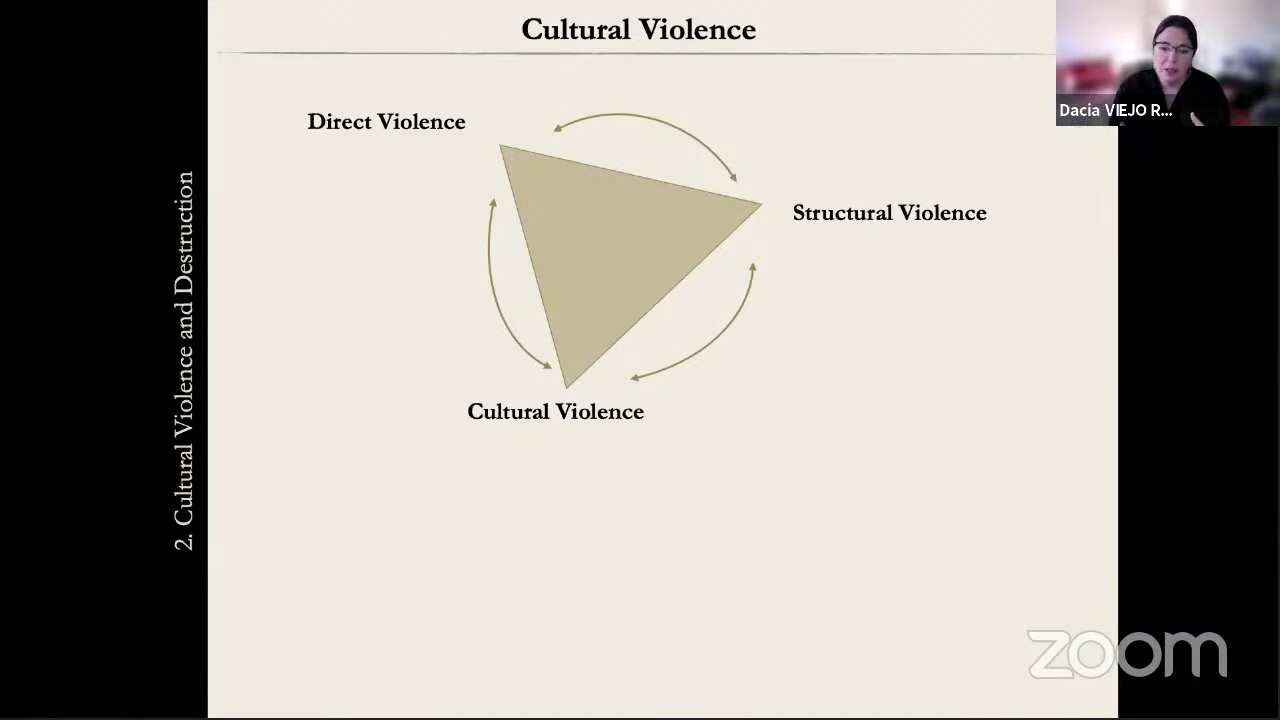 Cultural Violence
Dacia VIEJO R...
Direct Violence
Structural Violence
Cultural Violence
2. Cultural Violence and Destruction
zoom